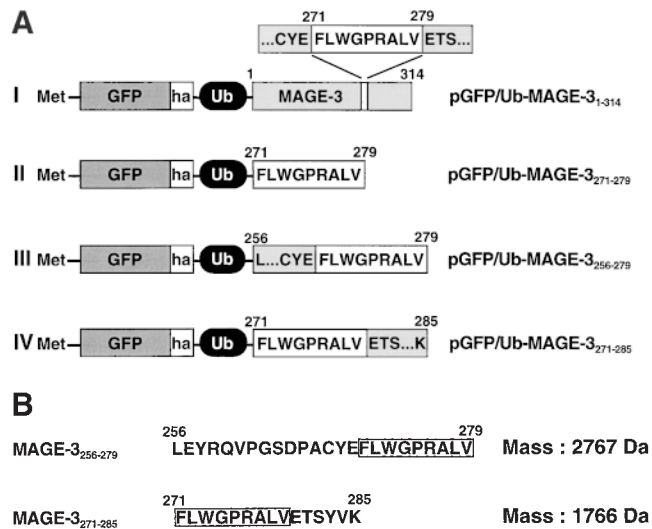 A
271 279
...CYE FLWGPRALV ETS...
1 314
I Met GFP ha Ub MAGE-3 pGFP/Ub-MAGE-3₁₋₃₁₄
271 279
II Met GFP ha Ub FLWGPRALV pGFP/Ub-MAGE-3₂₇₁₋₂₇₉
256 279
III Met GFP ha Ub L...CYE FLWGPRALV pGFP/Ub-MAGE-3₂₅₆₋₂₇₉
271 285
IV Met GFP ha Ub FLWGPRALV ETS...K pGFP/Ub-MAGE-3₂₇₁₋₂₈₅
B
256 279
MAGE-3₂₅₆₋₂₇₉ LEYRQVPGSDPACYEFLWGPRALV Mass : 2767 Da
271 285
MAGE-3₂₇₁₋₂₈₅ FLWGPRALVETSYVK Mass : 1766 Da